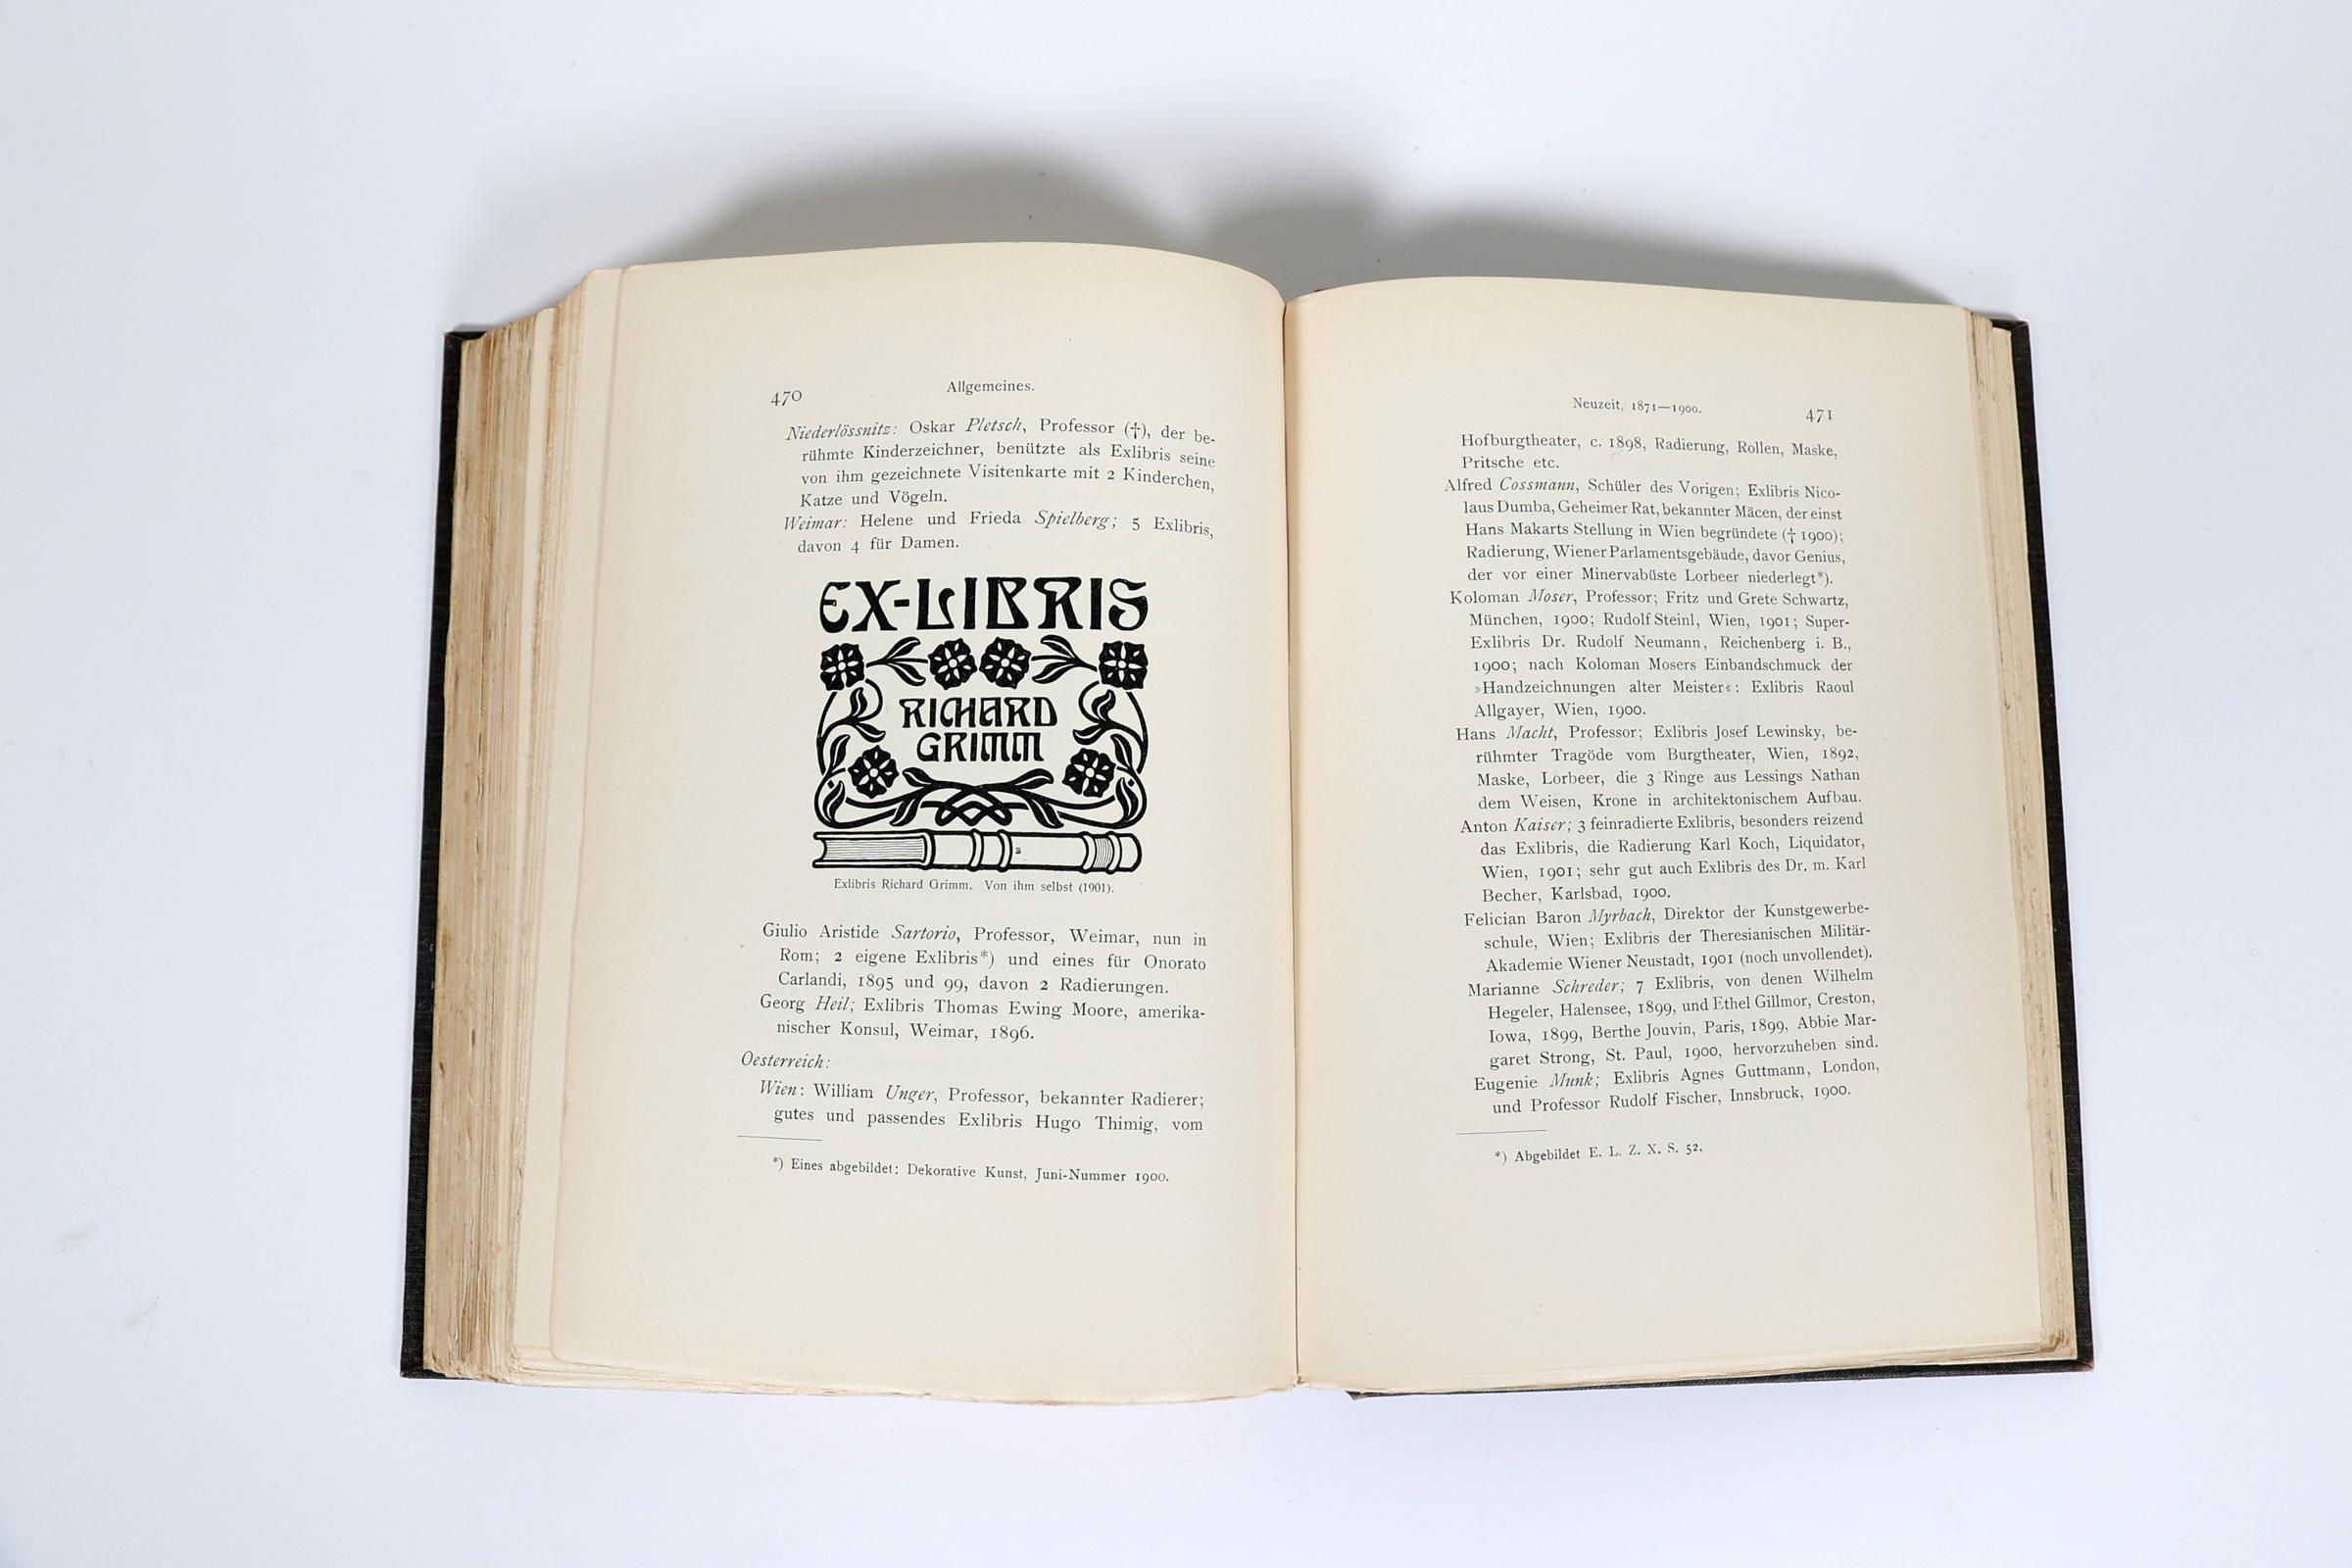 470
Allgemeines.
Niederlössnitz: Oskar Pletsch, Professor (†), der be-
rühmte Kinderzeichner, benützte als Exlibris seine
von ihm gezeichnete Visitenkarte mit 2 Kinderchen,
Katze und Vögeln.
Weimar: Helene und Frieda Spielberg; 5 Exlibris,
davon 4 für Damen.
EX-LIBRIS
RICHARD
GRIMM
Exlibris Richard Grimm. Von ihm selbst (1901).
Giulio Aristide Sartorio, Professor, Weimar, nun in
Rom; 2 eigene Exlibris*) und eines für Onorato
Carlandi, 1895 und 99, davon 2 Radierungen.
Georg Heil; Exlibris Thomas Ewing Moore, amerika-
nischer Konsul, Weimar, 1896.
Oesterreich:
Wien: William Unger, Professor, bekannter Radierer;
gutes und passendes Exlibris Hugo Thimig, vom
*) Eines abgebildet: Dekorative Kunst, Juni-Nummer 1900.
Neuzeit, 1871—1900.
471
Hofburgtheater, c. 1898, Radierung, Rollen, Maske,
Pritsche etc.
Alfred Cossmann, Schüler des Vorigen; Exlibris Nico-
laus Dumba, Geheimer Rat, bekannter Mäcen, der einst
Hans Makarts Stellung in Wien begründete († 1900);
Radierung, Wiener Parlamentsgebäude, davor Genius,
der vor einer Minervabüste Lorbeer niederlegt*).
Koloman Moser, Professor; Fritz und Grete Schwartz,
München, 1900; Rudolf Steinl, Wien, 1901; Super-
Exlibris Dr. Rudolf Neumann, Reichenberg i. B.,
1900; nach Koloman Mosers Einbandschmuck der
»Handzeichnungen alter Meister«: Exlibris Raoul
Allgayer, Wien, 1900.
Hans Macht, Professor; Exlibris Josef Lewinsky, be-
rühmter Tragöde vom Burgtheater, Wien, 1892,
Maske, Lorbeer, die 3 Ringe aus Lessings Nathan
dem Weisen, Krone in architektonischem Aufbau.
Anton Kaiser; 3 feinradierte Exlibris, besonders reizend
das Exlibris, die Radierung Karl Koch, Liquidator,
Wien, 1901; sehr gut auch Exlibris des Dr. m. Karl
Becher, Karlsbad, 1900.
Felician Baron Myrbach, Direktor der Kunstgewerbe-
schule, Wien; Exlibris der Theresianischen Militär-
Akademie Wiener Neustadt, 1901 (noch unvollendet).
Marianne Schreder; 7 Exlibris, von denen Wilhelm
Hegeler, Halensee, 1899, und Ethel Gillmor, Creston,
Iowa, 1899, Berthe Jouvin, Paris, 1899, Abbie Mar-
garet Strong, St. Paul, 1900, hervorzuheben sind.
Eugenie Munk; Exlibris Agnes Guttmann, London,
und Professor Rudolf Fischer, Innsbruck, 1900.
*) Abgebildet E. L. Z. X. S. 52.